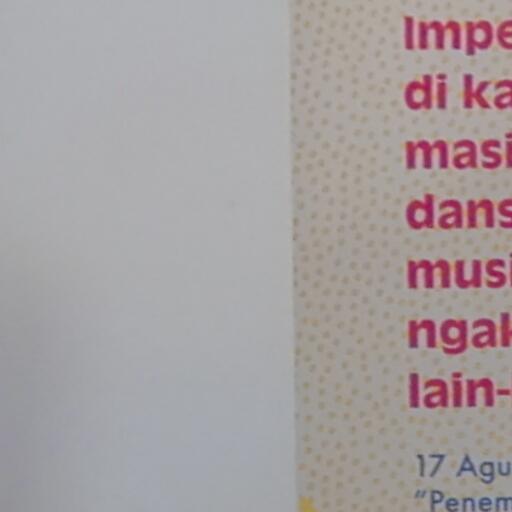 Impe
di ka
masi
dans
musi
ngak
lain-
17 Agu
"Penem